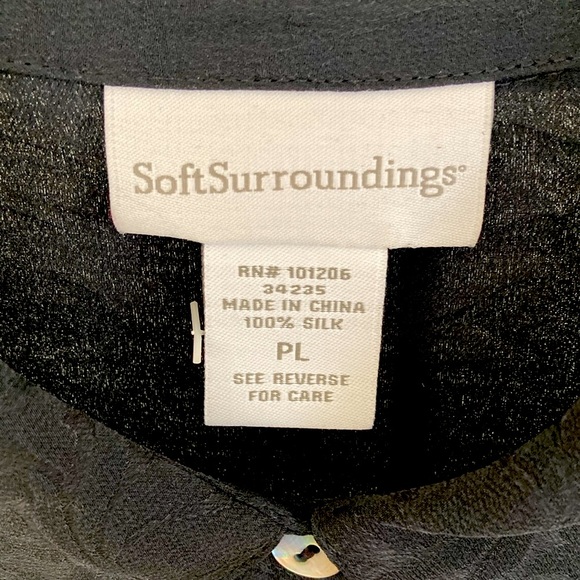 SoftSurroundings®
RN# 101206
34235
MADE IN CHINA
100% SILK
PL
SEE REVERSE
FOR CARE